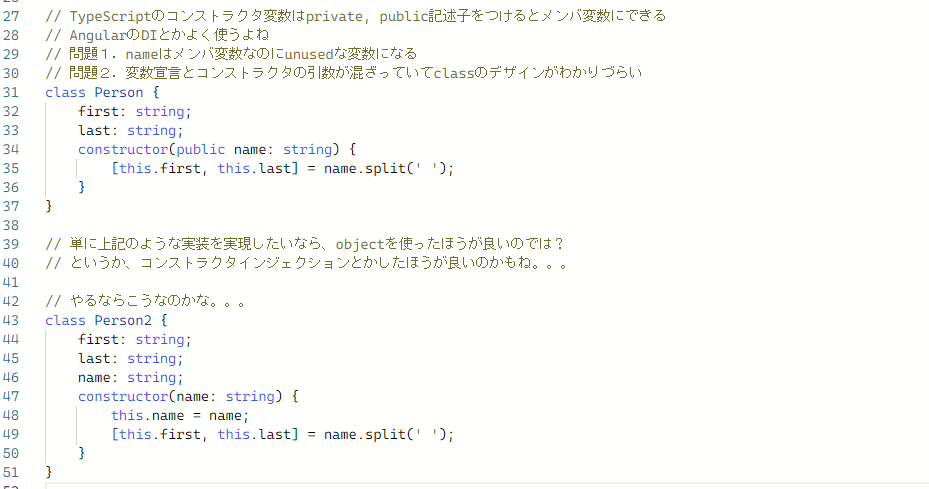 27 // TypeScriptのコンストラクタ変数はprivate, public記述子をつけるとメンバ変数にできる
28 // AngularのDIとかよく使うよね
29 // 問題１. nameはメンバ変数なのにunusedな変数になる
30 // 問題２. 変数宣言とコンストラクタの引数が混ざっていてclassのデザインがわかりづらい
31 class Person {
32     first: string;
33     last: string;
34     constructor(public name: string) {
35         [this.first, this.last] = name.split(' ');
36     }
37 }
38
39 // 単に上記のような実装を実現したいなら、objectを使ったほうが良いのでは？
40 // というか、コンストラクタインジェクションとかしたほうが良いのかもね。。。
41
42 // やるならこうなのかな。。。
43 class Person2 {
44     first: string;
45     last: string;
46     name: string;
47     constructor(name: string) {
48         this.name = name;
49         [this.first, this.last] = name.split(' ');
50     }
51 }